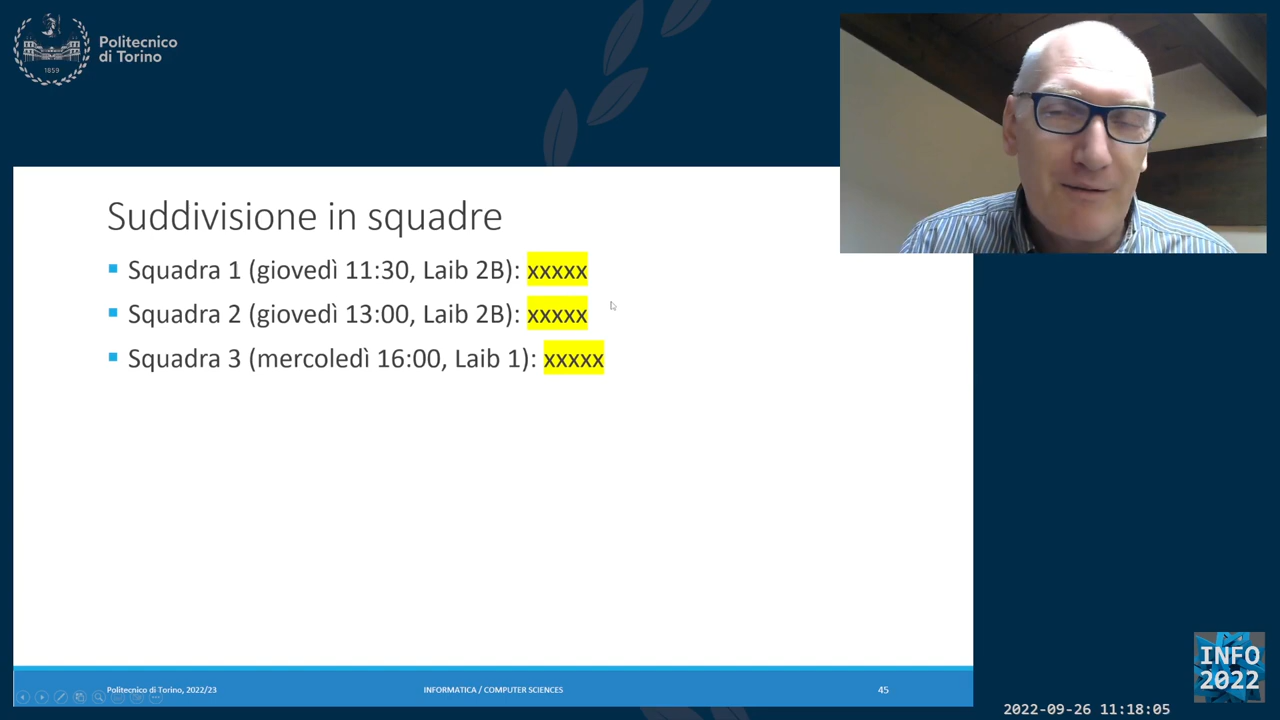 Politecnico
di Torino
1859
Suddivisione in squadre
Squadra 1 (giovedì 11:30, Laib 2B): xxxxx
Squadra 2 (giovedì 13:00, Laib 2B): xxxxx
Squadra 3 (mercoledì 16:00, Laib 1): xxxxx
Politecnico di Torino, 2022/23
INFORMATICA / COMPUTER SCIENCES
45
INFO
2022
2022-09-26 11:18:05